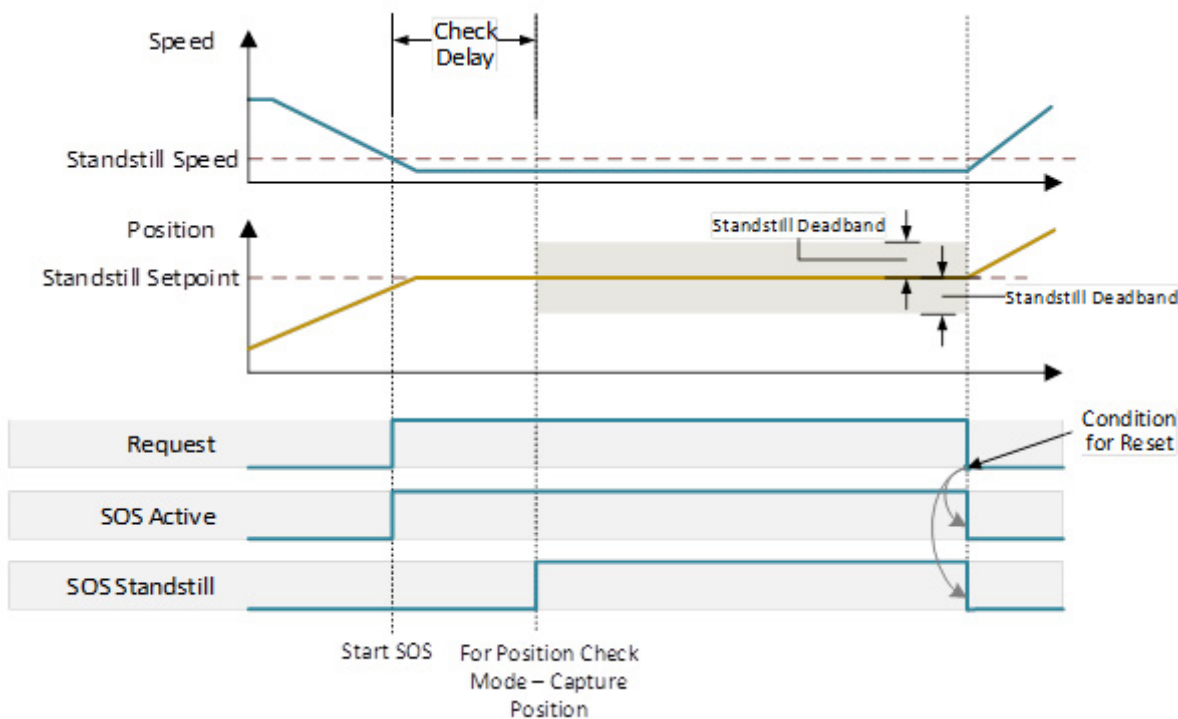 Speed
Check
Delay
Standstill Speed
Position
Standstill Deadband
Standstill Setpoint
Standstill Deadband
Request
Condition
for Reset
SOS Active
SOS Standstill
Start SOS
For Position Check
Mode – Capture
Position